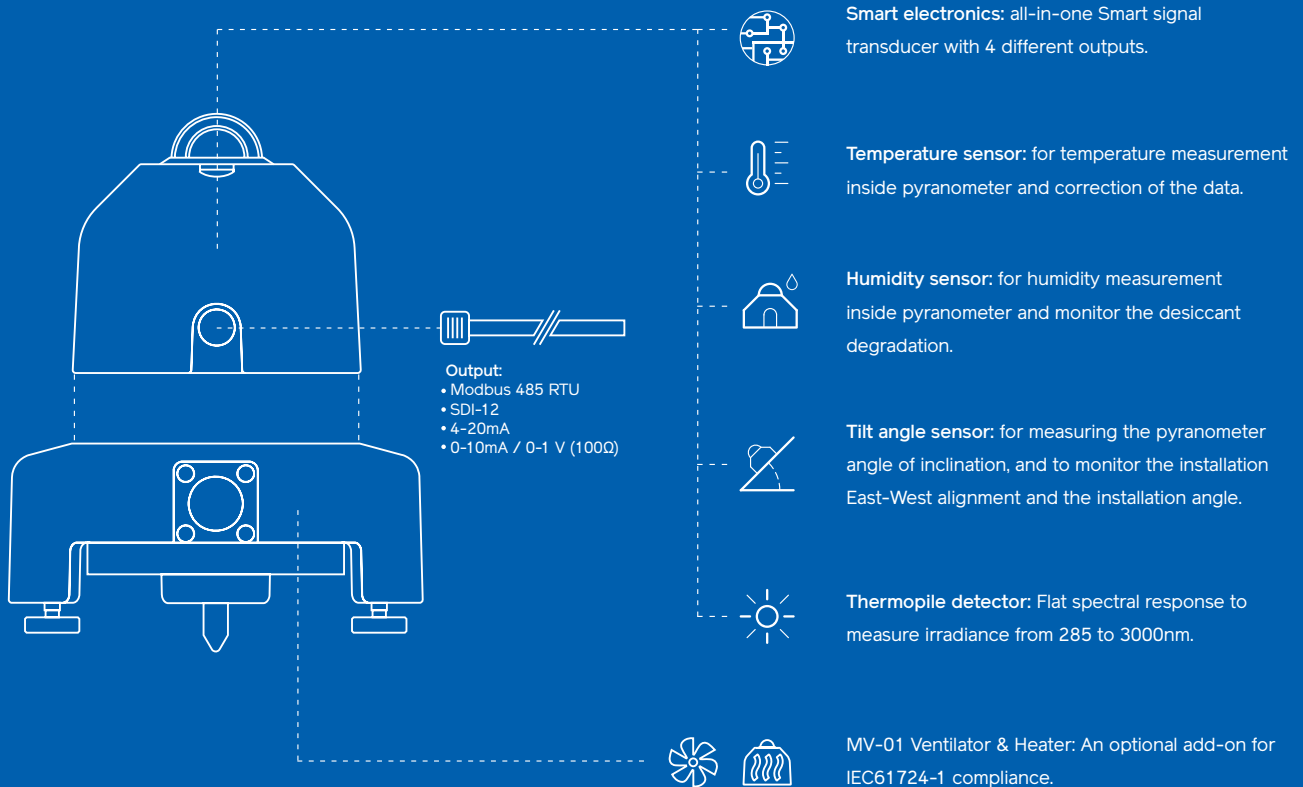 Smart electronics: all-in-one Smart signal
transducer with 4 different outputs.
Temperature sensor: for temperature measurement
inside pyranometer and correction of the data.
Humidity sensor: for humidity measurement
inside pyranometer and monitor the desiccant
degradation.
Output:
• Modbus 485 RTU
• SDI-12
• 4-20mA
• 0-10mA / 0-1 V (100Ω)
Tilt angle sensor: for measuring the pyranometer
angle of inclination, and to monitor the installation
East-West alignment and the installation angle.
Thermopile detector: Flat spectral response to
measure irradiance from 285 to 3000nm.
MV-01 Ventilator & Heater: An optional add-on for
IEC61724-1 compliance.